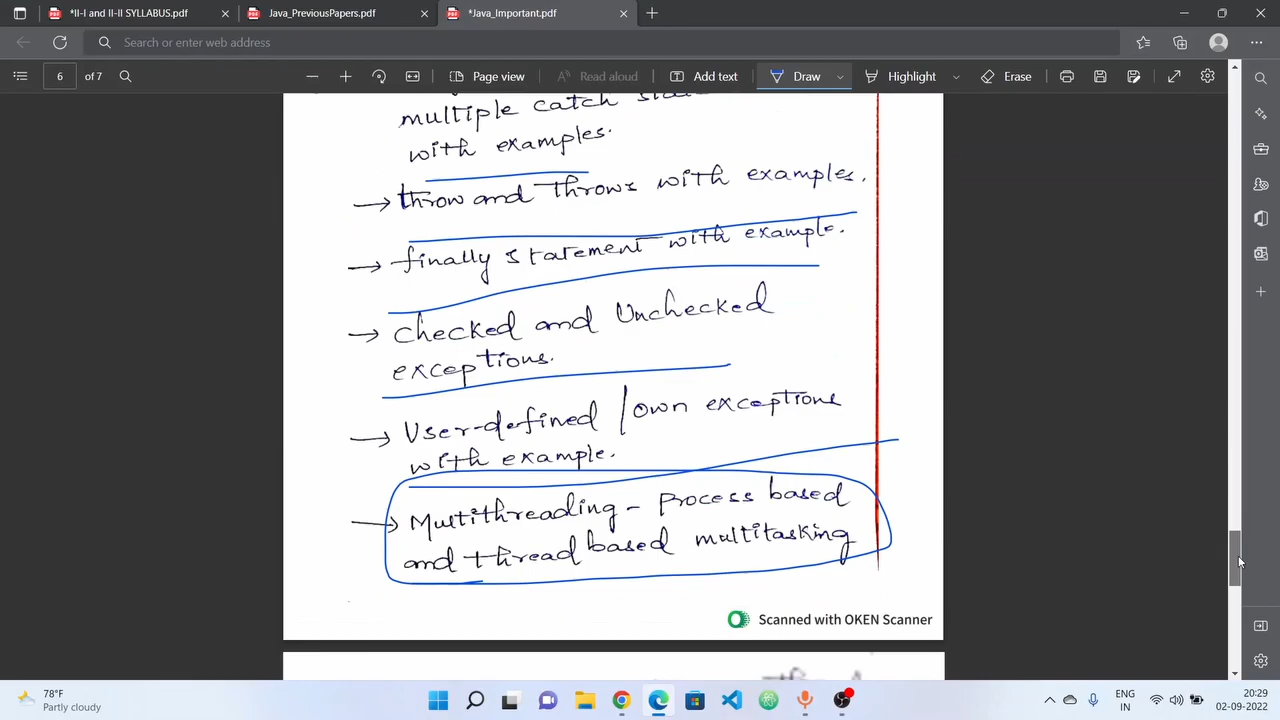 *II-I and II-II SYLLABUS.pdf
Java_PreviousPapers.pdf
*Java_Important.pdf
Search or enter web address
6 of 7
Page view
Read aloud
Add text
Draw
Highlight
Erase
multiple catch
with examples.
→ throw and throws with examples.
→ finally statement with example.
→ checked and Unchecked
exceptions.
→ User-defined / own exceptions
with example.
→ Multithreading - Process based
and thread based multitasking
Scanned with OKEN Scanner
78°F
Partly cloudy
ENG
IN
20:29
02-09-2022